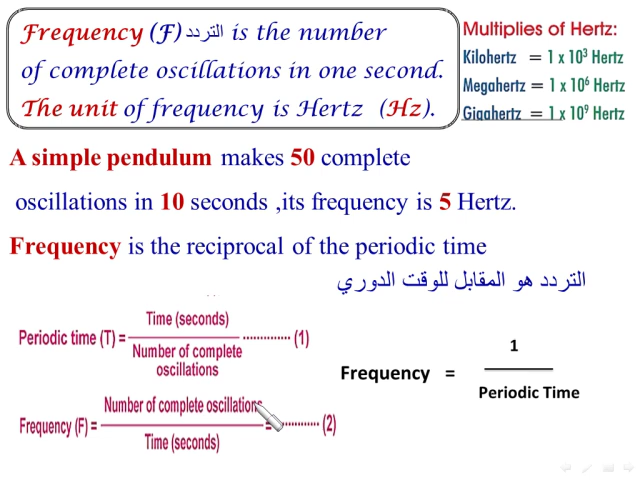 Frequency (F) التردد is the number
of complete oscillations in one second.
The unit of frequency is Hertz (Hz).
Multiplies of Hertz:
Kilohertz = 1 x 10³ Hertz
Megahertz = 1 x 10⁶ Hertz
Gigahertz = 1 x 10⁹ Hertz
A simple pendulum makes 50 complete
oscillations in 10 seconds ,its frequency is 5 Hertz.
Frequency is the reciprocal of the periodic time
التردد هو المقابل للوقت الدوري
Periodic time (T) = Time (seconds) / Number of complete oscillations .............. (1)
Frequency (F) = Number of complete oscillations / Time (seconds) = ............ (2)
Frequency = 1 / Periodic Time